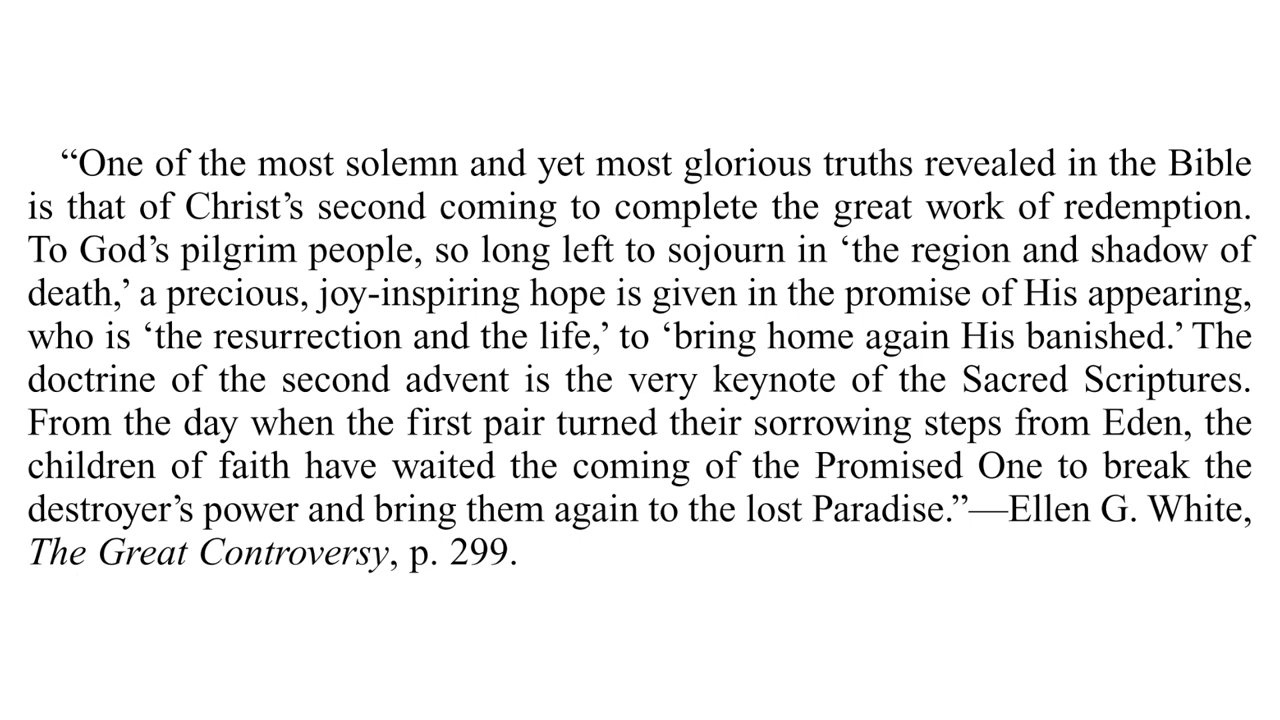 “One of the most solemn and yet most glorious truths revealed in the Bible
is that of Christ’s second coming to complete the great work of redemption.
To God’s pilgrim people, so long left to sojourn in ‘the region and shadow of
death,’ a precious, joy-inspiring hope is given in the promise of His appearing,
who is ‘the resurrection and the life,’ to ‘bring home again His banished.’ The
doctrine of the second advent is the very keynote of the Sacred Scriptures.
From the day when the first pair turned their sorrowing steps from Eden, the
children of faith have waited the coming of the Promised One to break the
destroyer’s power and bring them again to the lost Paradise.”—Ellen G. White,
The Great Controversy, p. 299.